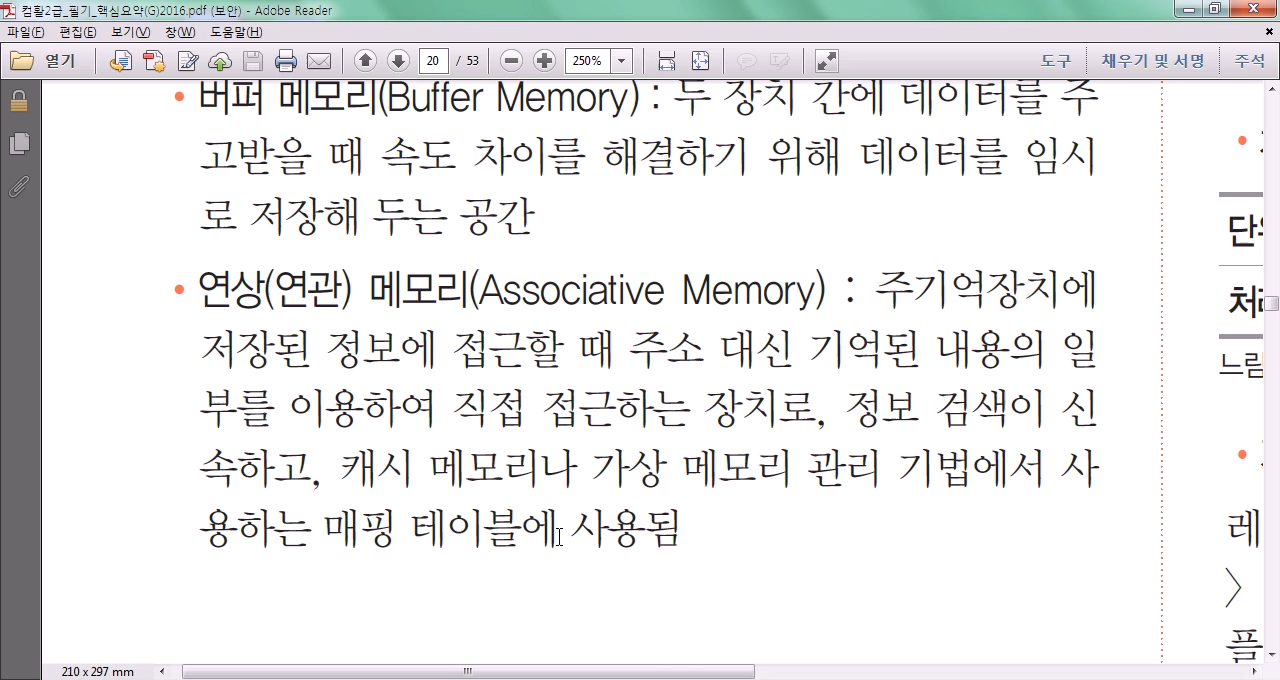 컴활2급_필기_핵심요약(G)2016.pdf (보안) - Adobe Reader
파일(F) 편집(E) 보기(V) 창(W) 도움말(H)
열기 20 / 53 250% 도구 채우기 및 서명 주석
• 버퍼 메모리(Buffer Memory) : 두 장치 간에 데이터를 주
고받을 때 속도 차이를 해결하기 위해 데이터를 임시
로 저장해 두는 공간
• 연상(연관) 메모리(Associative Memory) : 주기억장치에
저장된 정보에 접근할 때 주소 대신 기억된 내용의 일
부를 이용하여 직접 접근하는 장치로, 정보 검색이 신
속하고, 캐시 메모리나 가상 메모리 관리 기법에서 사
용하는 매핑 테이블에 사용됨
느림
레
210 x 297 mm